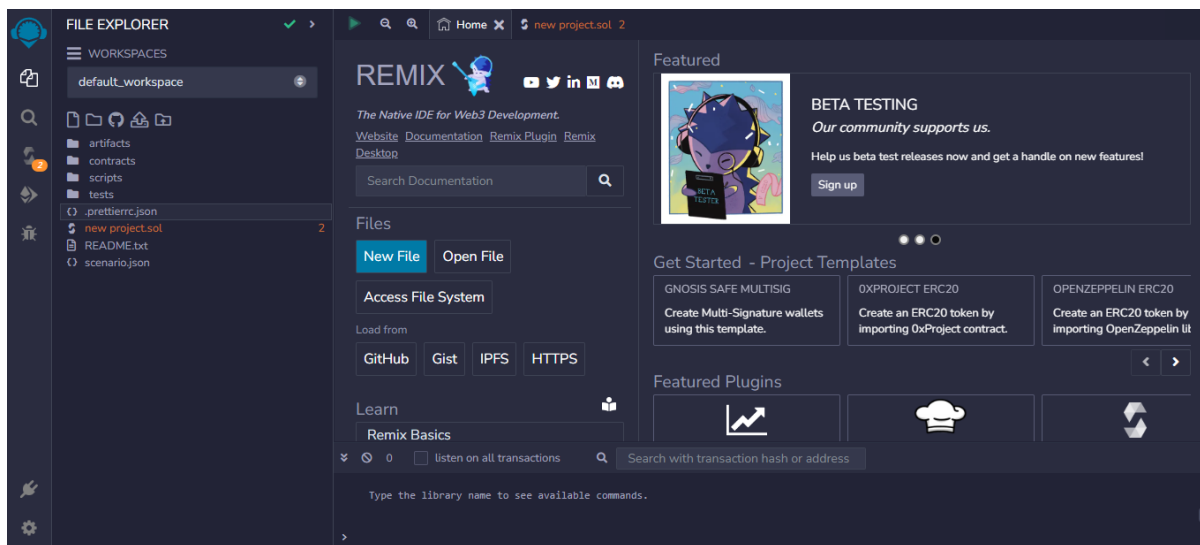 FILE EXPLORER
WORKSPACES
default_workspace
artifacts
contracts
scripts
tests
.prettierrc.json
new project.sol 2
README.txt
scenario.json
2
Home
new project.sol 2
REMIX
The Native IDE for Web3 Development.
Website Documentation Remix Plugin Remix
Desktop
Search Documentation
Files
New File Open File
Access File System
Load from
GitHub Gist IPFS HTTPS
Learn
Remix Basics
Featured
BETA TESTER
BETA TESTING
Our community supports us.
Help us beta test releases now and get a handle on new features!
Sign up
Get Started - Project Templates
GNOSIS SAFE MULTISIG
Create Multi-Signature wallets
using this template.
0XPROJECT ERC20
Create an ERC20 token by
importing 0xProject contract.
OPENZEPPELIN ERC20
Create an ERC20 token by
importing OpenZeppelin lib
Featured Plugins
0 listen on all transactions Search with transaction hash or address
Type the library name to see available commands.
>